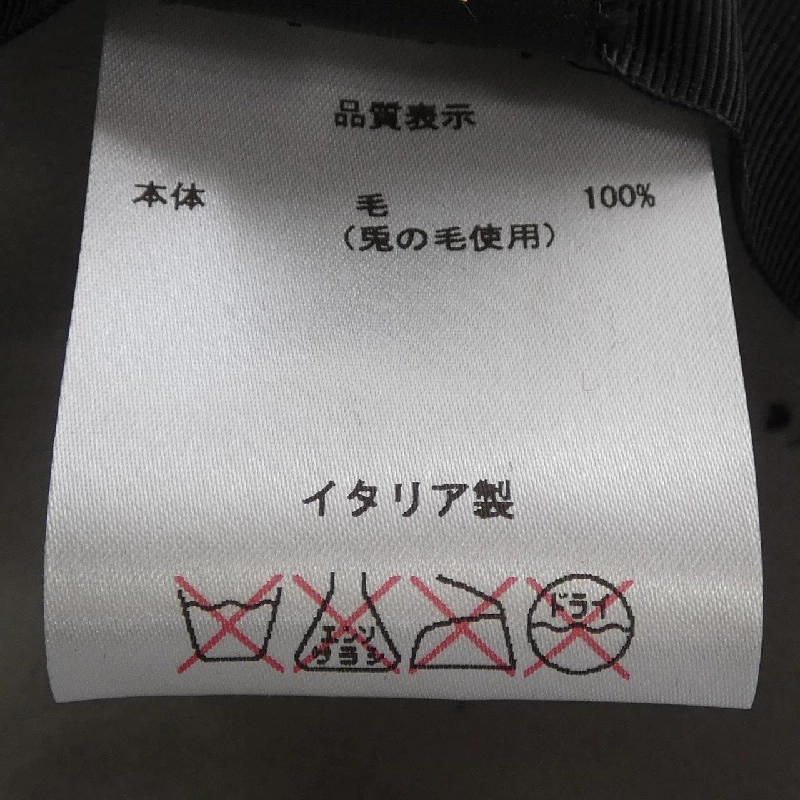 品質表示
本体 毛 100%
（兎の毛使用）
イタリア製
エンソ
サラシ
ドライ